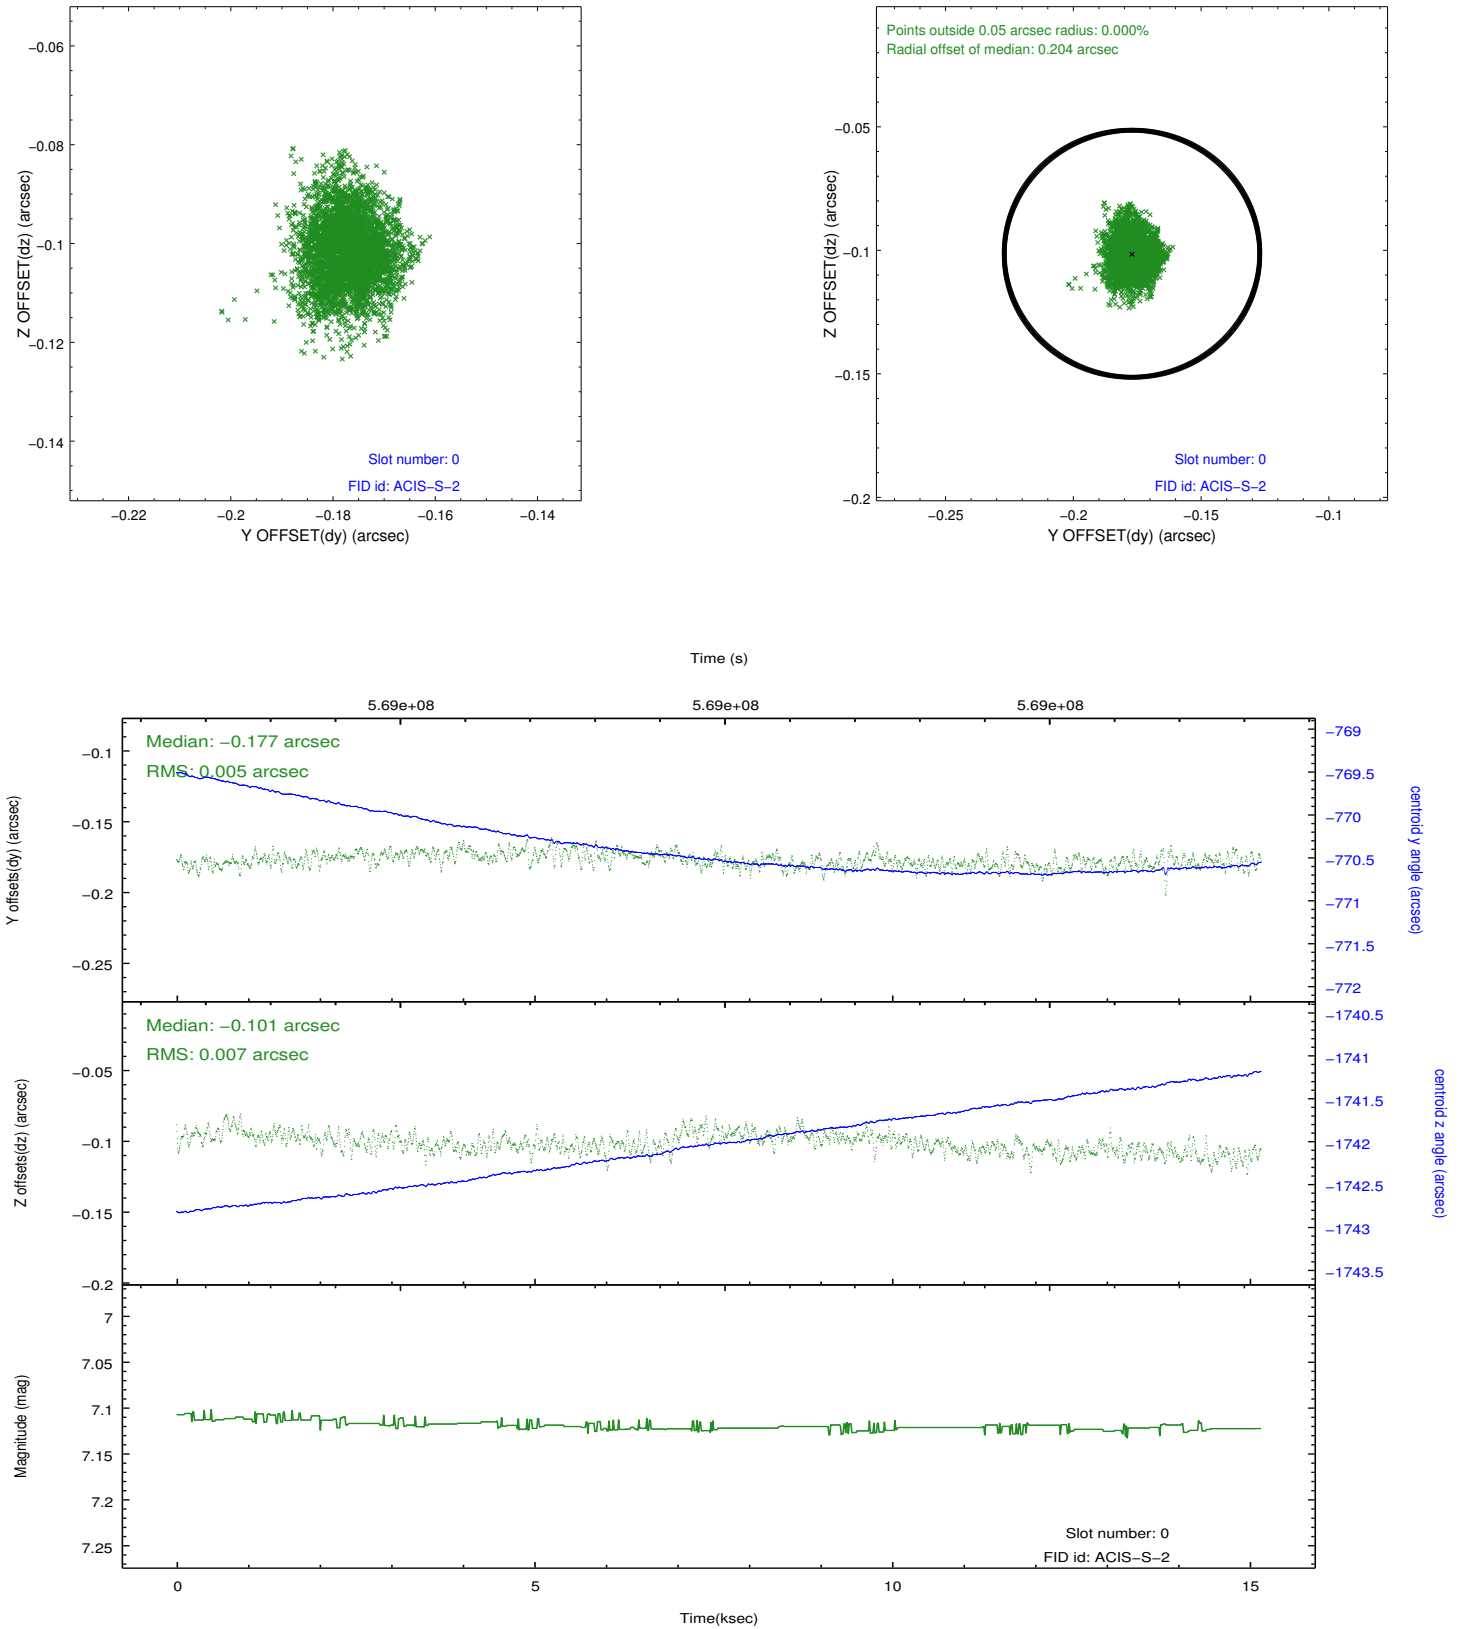 −0.06
−0.08
−0.1
−0.12
−0.14
Z OFFSET(dz) (arcsec)
Slot number: 0
FID id: ACIS−S−2
−0.22 −0.2 −0.18 −0.16 −0.14
Y OFFSET(dy) (arcsec)
Points outside 0.05 arcsec radius: 0.000%
Radial offset of median: 0.204 arcsec
−0.05
−0.1
−0.15
−0.2
Z OFFSET(dz) (arcsec)
Slot number: 0
FID id: ACIS−S−2
−0.25 −0.2 −0.15 −0.1
Y OFFSET(dy) (arcsec)
Time (s)
5.69e+08 5.69e+08 5.69e+08
Median: −0.177 arcsec
RMS: 0.005 arcsec
−0.1
−0.15
−0.2
−0.25
Y offsets(dy) (arcsec)
−769
−769.5
−770
−770.5
−771
−771.5
−772
centroid y angle (arcsec)
Median: −0.101 arcsec
RMS: 0.007 arcsec
−0.05
−0.1
−0.15
−0.2
Z offsets(dz) (arcsec)
−1740.5
−1741
−1741.5
−1742
−1742.5
−1743
−1743.5
centroid z angle (arcsec)
7
7.05
7.1
7.15
7.2
7.25
Magnitude (mag)
Slot number: 0
FID id: ACIS−S−2
0 5 10 15
Time(ksec)